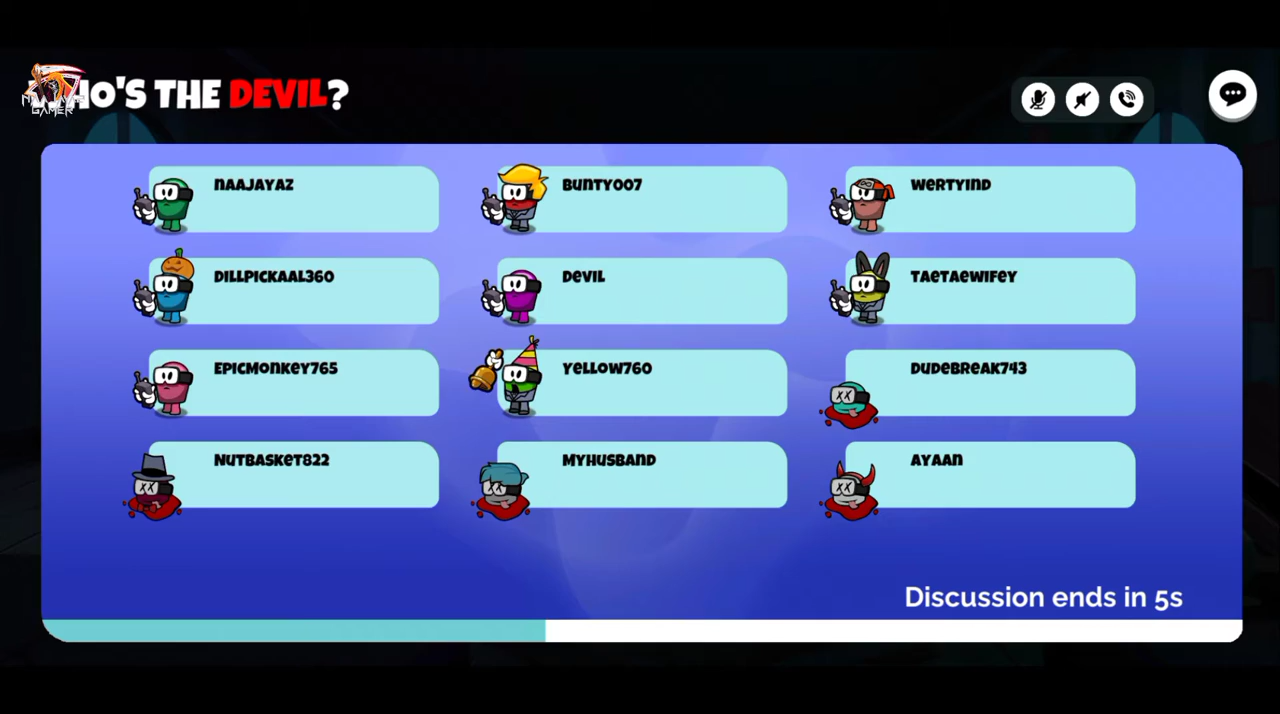 WHO'S THE DEVIL?
GAMER
NAAJAYAZ
BUNTY007
WERTYIND
DILLPICKAAL360
DEVIL
TAETAEWIFEY
EPICMONKEY765
YELLOW760
DUDEBREAK743
NUTBASKET822
MYHUSBAND
AYAAN
Discussion ends in 5s